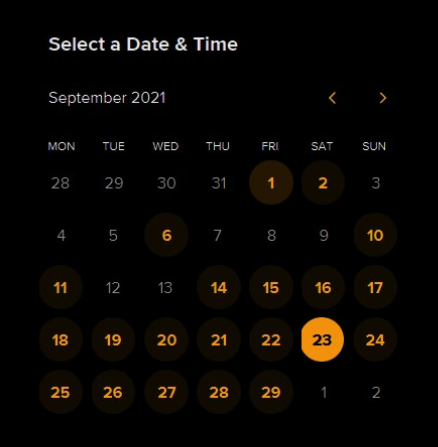 Select a Date & Time
September 2021
MON TUE WED THU FRI SAT SUN
28 29 30 31 1 2 3
4 5 6 7 8 9 10
11 12 13 14 15 16 17
18 19 20 21 22 23 24
25 26 27 28 29 1 2